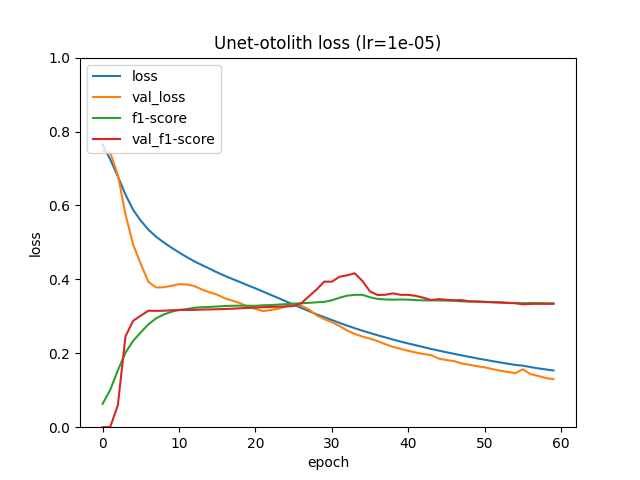 Unet-otolith loss (lr=1e-05)
loss
val_loss
f1-score
val_f1-score
1.0
0.8
0.6
0.4
0.2
0.0
loss
0 10 20 30 40 50 60
epoch